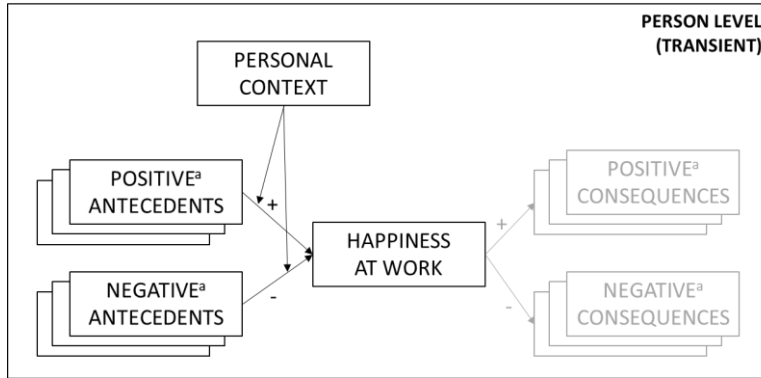 PERSON LEVEL
(TRANSIENT)
PERSONAL
CONTEXT
POSITIVEᵃ
ANTECEDENTS
+
HAPPINESS
AT WORK
NEGATIVEᵃ
ANTECEDENTS
-
+
POSITIVEᵃ
CONSEQUENCES
-
NEGATIVEᵃ
CONSEQUENCES